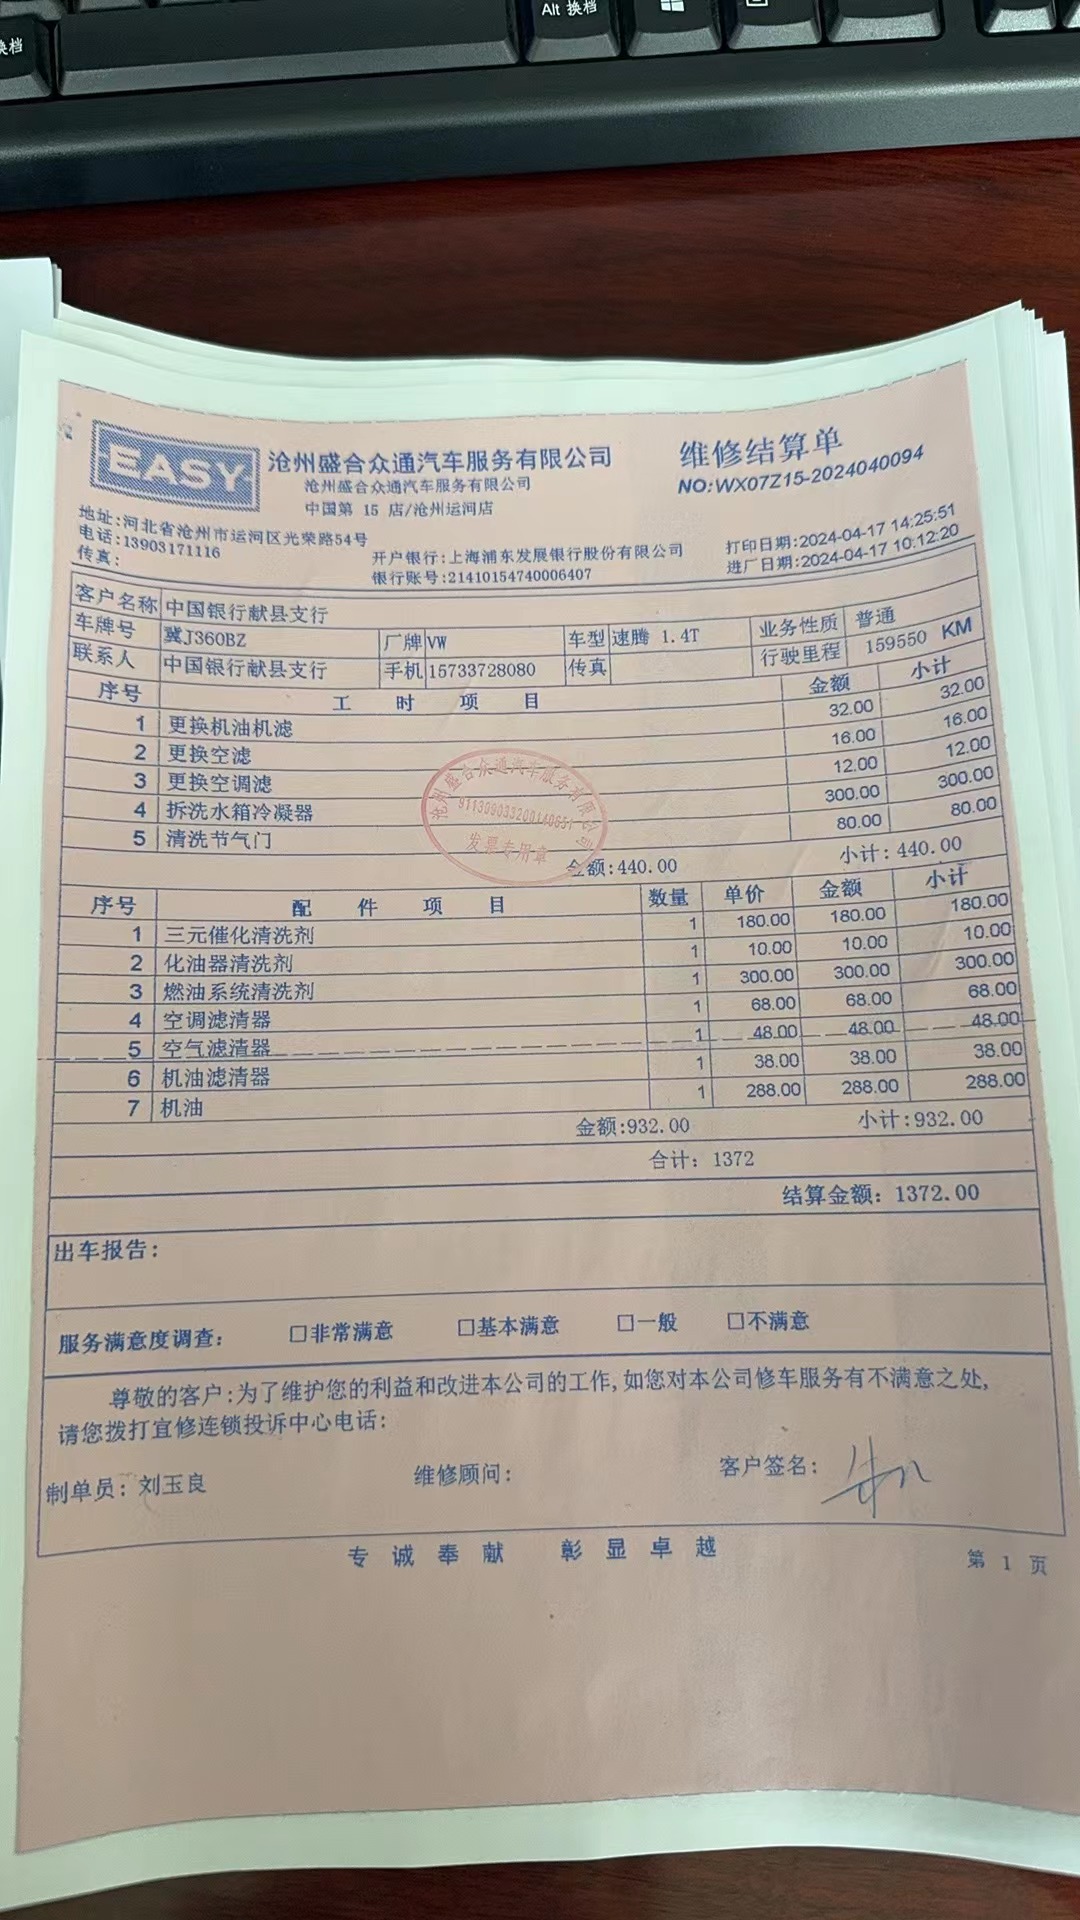 换档
Alt 换档
EASY
沧州盛合众通汽车服务有限公司
沧州盛合众通汽车服务有限公司
中国第 15 店/沧州运河店
维修结算单
NO:WX07Z15-2024040094
地址:河北省沧州市运河区光荣路54号
电话:13903171116
传真:
开户银行:上海浦东发展银行股份有限公司
银行账号:21410154740006407
打印日期:2024-04-17 14:25:51
进厂日期:2024-04-17 10:12:20
客户名称 中国银行献县支行
车牌号 冀J360BZ 厂牌 VW 车型 速腾 1.4T 业务性质 普通
联系人 中国银行献县支行 手机 15733728080 传真 行驶里程 159550 KM
序号 工 时 项 目 金额 小计
1 更换机油机滤 32.00 32.00
2 更换空滤 16.00 16.00
3 更换空调滤 12.00 12.00
4 拆洗水箱冷凝器 300.00 300.00
5 清洗节气门 80.00 80.00
金额:440.00 小计:440.00
沧州盛合众通汽车服务有限公司
发票专用章
序号 配 件 项 目 数量 单价 金额 小计
1 三元催化清洗剂 1 180.00 180.00 180.00
2 化油器清洗剂 1 10.00 10.00 10.00
3 燃油系统清洗剂 1 300.00 300.00 300.00
4 空调滤清器 1 68.00 68.00 68.00
5 空气滤清器 1 48.00 48.00 48.00
6 机油滤清器 1 38.00 38.00 38.00
7 机油 1 288.00 288.00 288.00
金额:932.00 小计:932.00
合计: 1372
结算金额: 1372.00
出车报告:
服务满意度调查: □非常满意 □基本满意 □一般 □不满意
尊敬的客户:为了维护您的利益和改进本公司的工作,如您对本公司修车服务有不满意之处,
请您拨打宜修连锁投诉中心电话:
制单员: 刘玉良 维修顾问: 客户签名:
专 诚 奉 献 彰 显 卓 越
第 1 页